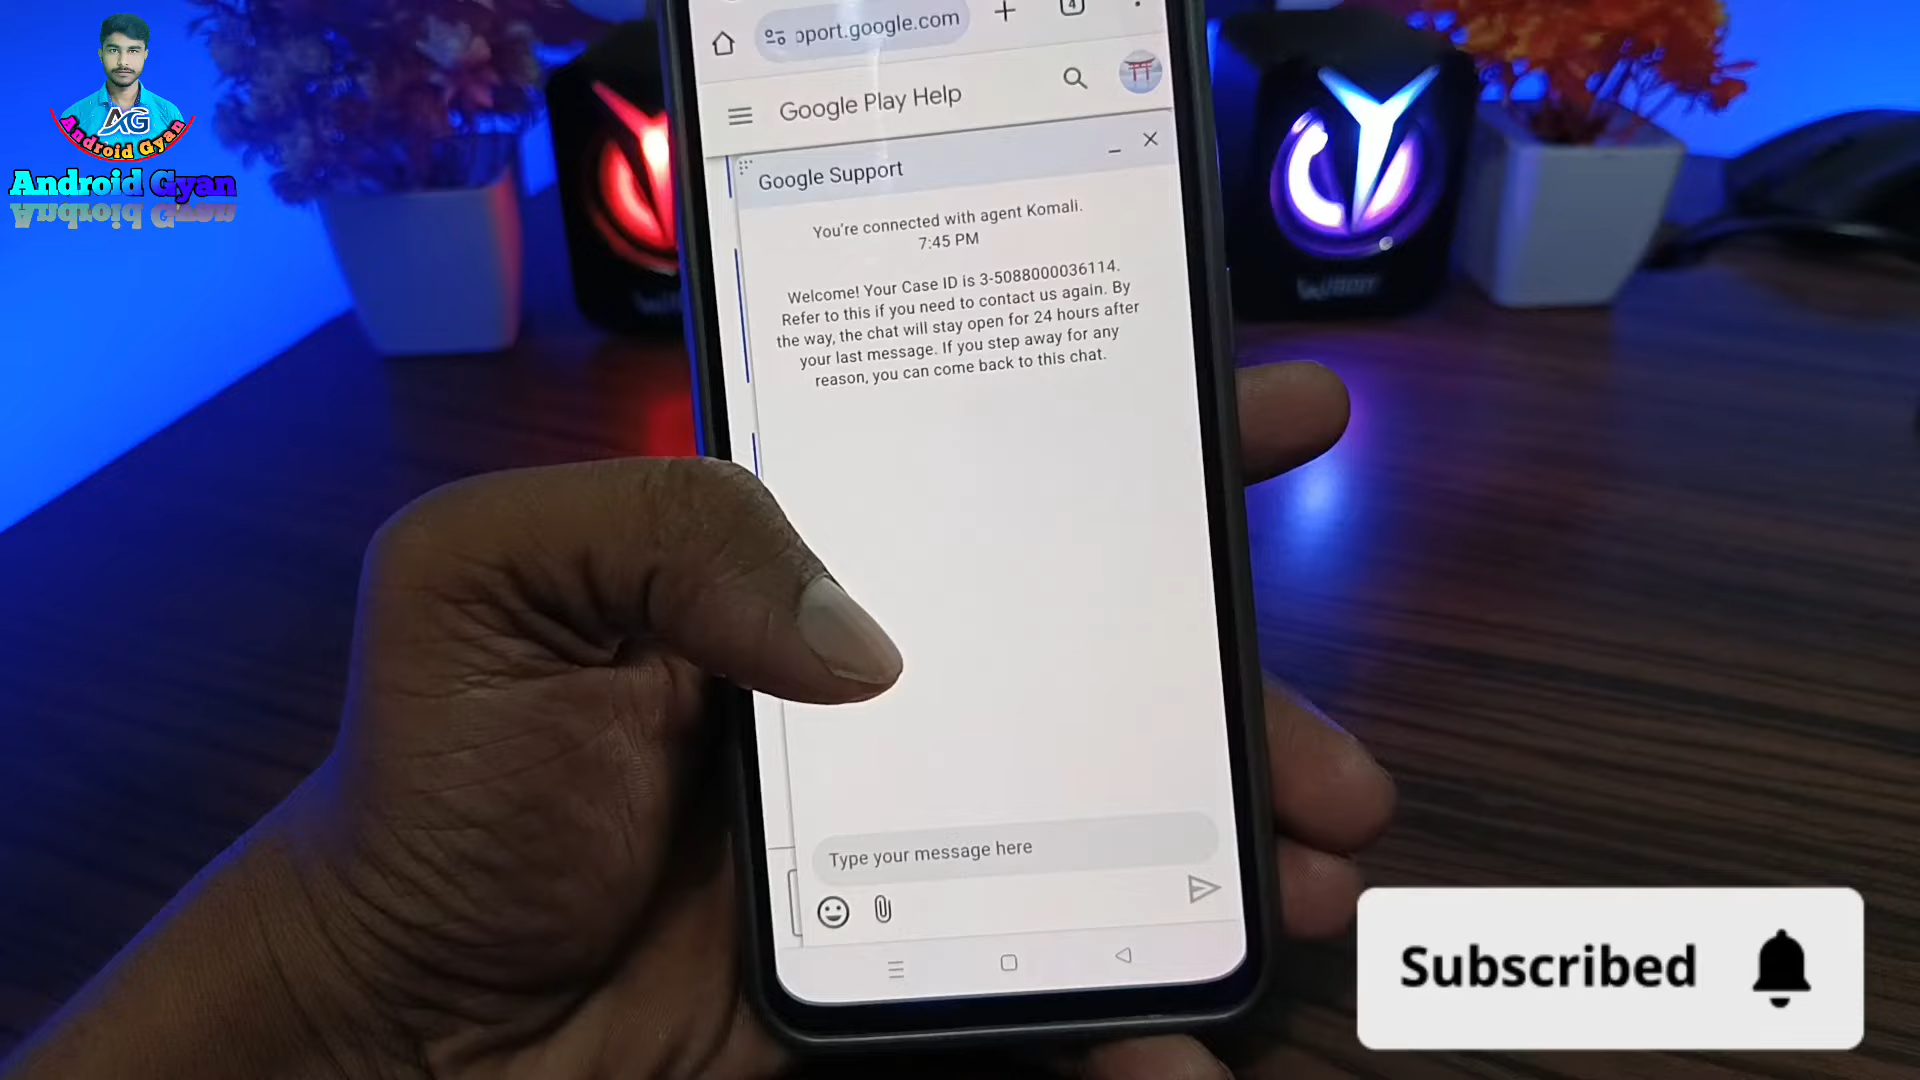 AG
Android Gyan
Android Gyan
4
port.google.com
Google Play Help
Google Support
You're connected with agent Komali.
7:45 PM
Welcome! Your Case ID is 3-5088000036114.
Refer to this if you need to contact us again. By
the way, the chat will stay open for 24 hours after
your last message. If you step away for any
reason, you can come back to this chat.
Type your message here
Subscribed